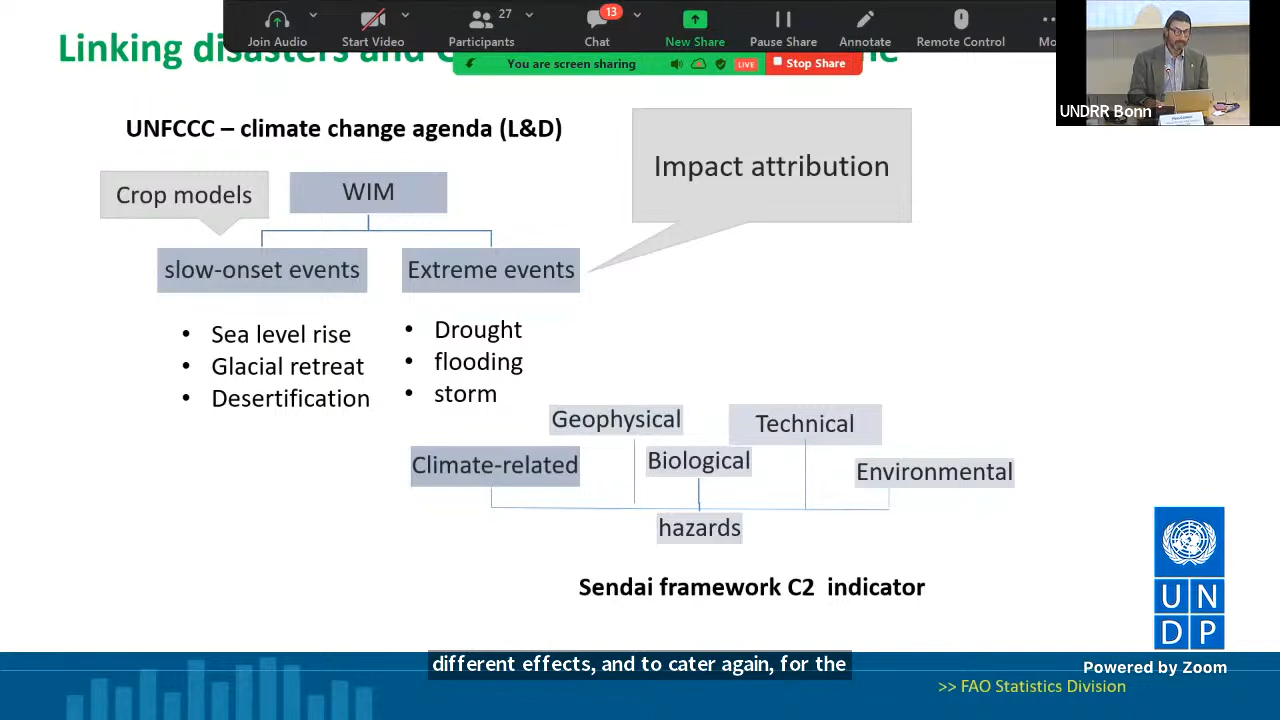 Join Audio
Start Video
27
Participants
13
Chat
New Share
Pause Share
Annotate
Remote Control
Linking disasters and
You are screen sharing
LIVE
Stop Share
UNDRR Bonn
UNFCCC – climate change agenda (L&D)
Impact attribution
Crop models
WIM
slow-onset events
Extreme events
• Sea level rise
• Glacial retreat
• Desertification
• Drought
• flooding
• storm
Geophysical
Technical
Climate-related
Biological
Environmental
hazards
Sendai framework C2 indicator
U N
D P
different effects, and to cater again, for the
Powered by Zoom
>> FAO Statistics Division